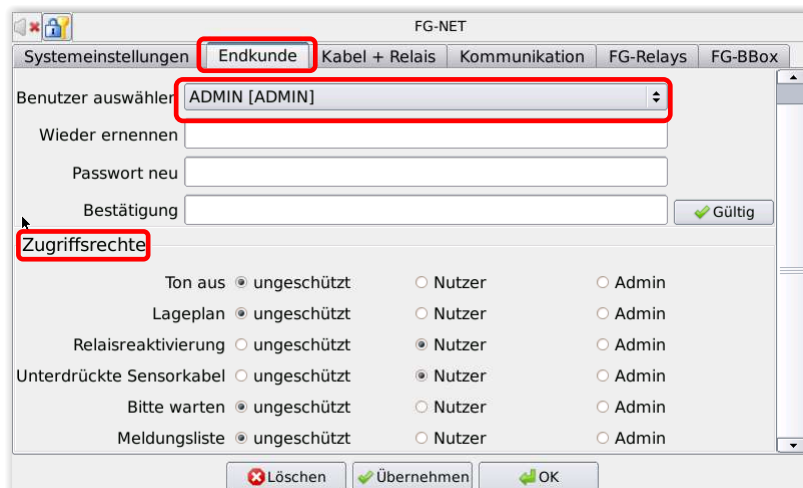 FG-NET
Systemeinstellungen Endkunde Kabel + Relais Kommunikation FG-Relays FG-BBox
Benutzer auswähler ADMIN [ADMIN]
Wieder ernennen
Passwort neu
Bestätigung Gültig
Zugriffsrechte
Ton aus ungeschützt Nutzer Admin
Lageplan ungeschützt Nutzer Admin
Relaisreaktivierung ungeschützt Nutzer Admin
Unterdrückte Sensorkabel ungeschützt Nutzer Admin
Bitte warten ungeschützt Nutzer Admin
Meldungsliste ungeschützt Nutzer Admin
Löschen Übernehmen OK